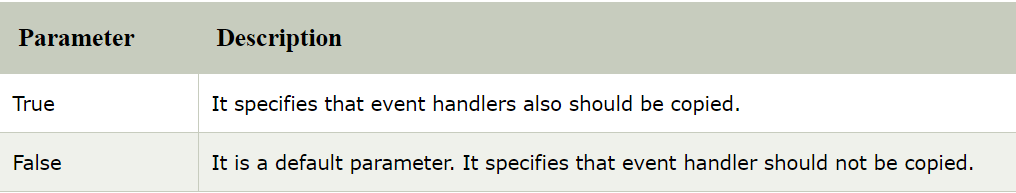 Parameter Description
True It specifies that event handlers also should be copied.
False It is a default parameter. It specifies that event handler should not be copied.